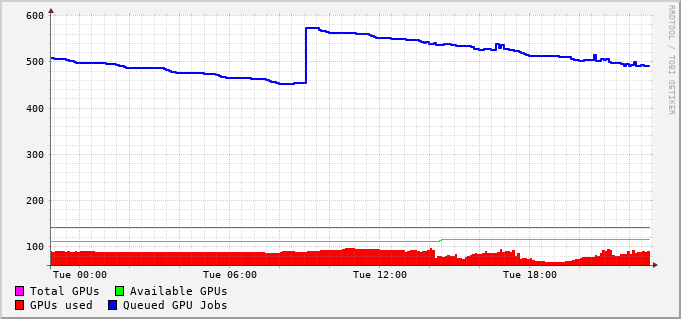 600
500
400
300
200
100
Tue 00:00 Tue 06:00 Tue 12:00 Tue 18:00
Total GPUs Available GPUs
GPUs used Queued GPU Jobs
RRDTOOL / TOBI OETIKER